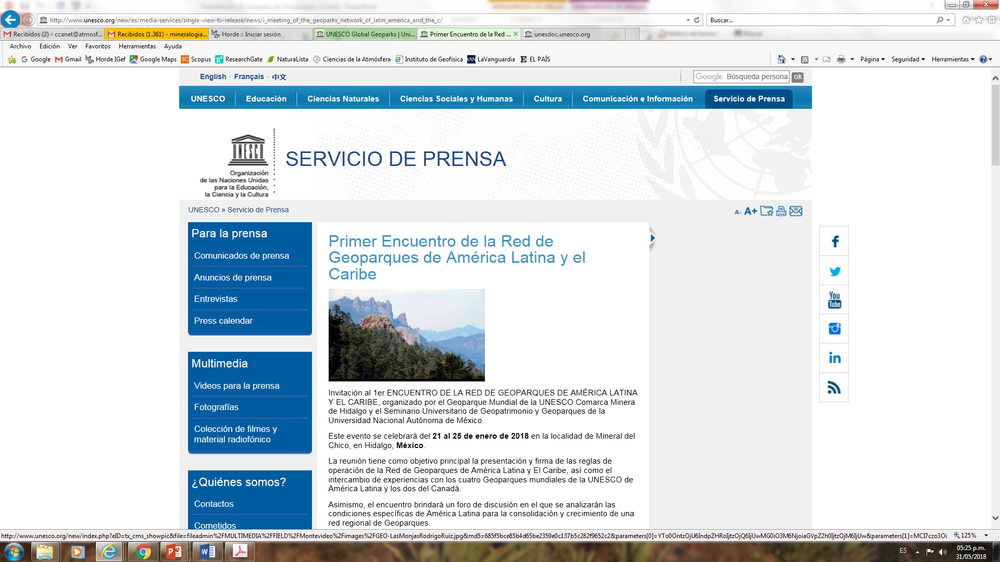 http://www.unesco.org/new/es/media-services/single-view-tv-release/news/i_meeting_of_the_geoparks_network_of_latin_america_and_the_c/
Buscar...
Recibidos (2) - ccanet@atmosf...
Recibidos (1.361) - mineralogia...
Horde :: Iniciar sesión
UNESCO Global Geoparks | Uni...
Primer Encuentro de la Red ...
unesdoc.unesco.org
Archivo Edición Ver Favoritos Herramientas Ayuda
Google Gmail Horde IGef Google Maps Scopus ResearchGate NaturaLista Ciencias de la Atmósfera Instituto de Geofísica LaVanguardia EL PAÍS Página Seguridad Herramientas
English - Français - 中文
Google Búsqueda persona ok
UNESCO Educación Ciencias Naturales Ciencias Sociales y Humanas Cultura Comunicación e Información Servicio de Prensa
UNESCO
Organización
de las Naciones Unidas
para la Educación,
la Ciencia y la Cultura
SERVICIO DE PRENSA
UNESCO » Servicio de Prensa
A- A+
Para la prensa
Comunicados de prensa
Anuncios de prensa
Entrevistas
Press calendar
Multimedia
Videos para la prensa
Fotografías
Colección de filmes y
material radiofónico
¿Quiénes somos?
Contactos
Cometidos
Primer Encuentro de la Red de
Geoparques de América Latina y el
Caribe
Invitación al 1er ENCUENTRO DE LA RED DE GEOPARQUES DE AMÉRICA LATINA
Y EL CARIBE, organizado por el Geoparque Mundial de la UNESCO Comarca Minera
de Hidalgo y el Seminario Universitario de Geopatrimonio y Geoparques de la
Universidad Nacional Autónoma de México.
Este evento se celebrará del 21 al 25 de enero de 2018 en la localidad de Mineral del
Chico, en Hidalgo, México.
La reunión tiene como objetivo principal la presentación y firma de las reglas de
operación de la Red de Geoparques de América Latina y El Caribe, así como el
intercambio de experiencias con los cuatro Geoparques mundiales de la UNESCO de
América Latina y los dos del Canadá.
Asimismo, el encuentro brindará un foro de discusión en el que se analizarán las
condiciones específicas de América Latina para la consolidación y crecimiento de una
red regional de Geoparques.
You
Tube
in
http://www.unesco.org/new/index.php?eID=tx_cms_showpic&file=fileadmin%2FMULTIMEDIA%2FFIELD%2FMontevideo%2Fimages%2FGEO-LasMonjasRodrigoRuiz.jpg&md5=685f5bce85b4d65be2359e0c137b5c282f9652c2&parameters[0]=YTo0OntzOjU6IndpZHRoIjtzOjQ6IjUwMG0iO3M6NjoiaGVpZ2h0IjtzOjM6IjUw&parameters[1]=MCI7czo3Oi...
125%
ES
05:25 p.m.
31/05/2018